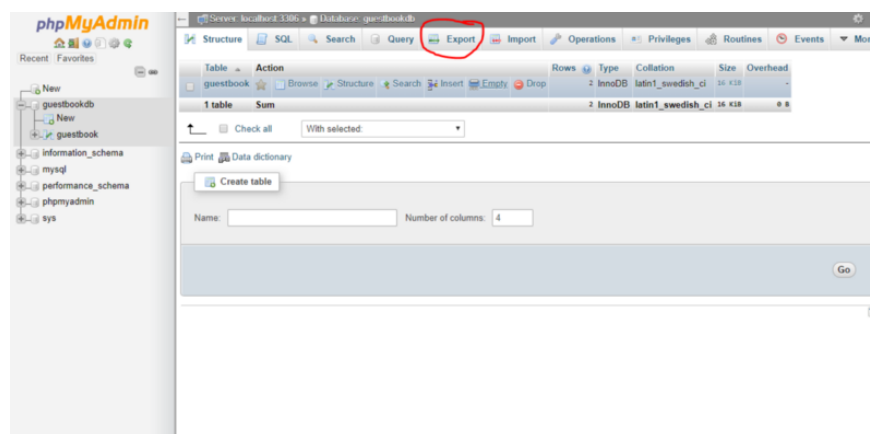 phpMyAdmin
Recent Favorites
New
guestbookdb
New
guestbook
information_schema
mysql
performance_schema
phpmyadmin
sys
Server: localhost:3306 » Database: guestbookdb
Structure SQL Search Query Export Import Operations Privileges Routines Events Mor
Table Action Rows Type Collation Size Overhead
guestbook Browse Structure Search Insert Empty Drop 2 InnoDB latin1_swedish_ci 16 KiB -
1 table Sum 2 InnoDB latin1_swedish_ci 16 KiB 0 B
Check all With selected:
Print Data dictionary
Create table
Name: Number of columns: 4
Go